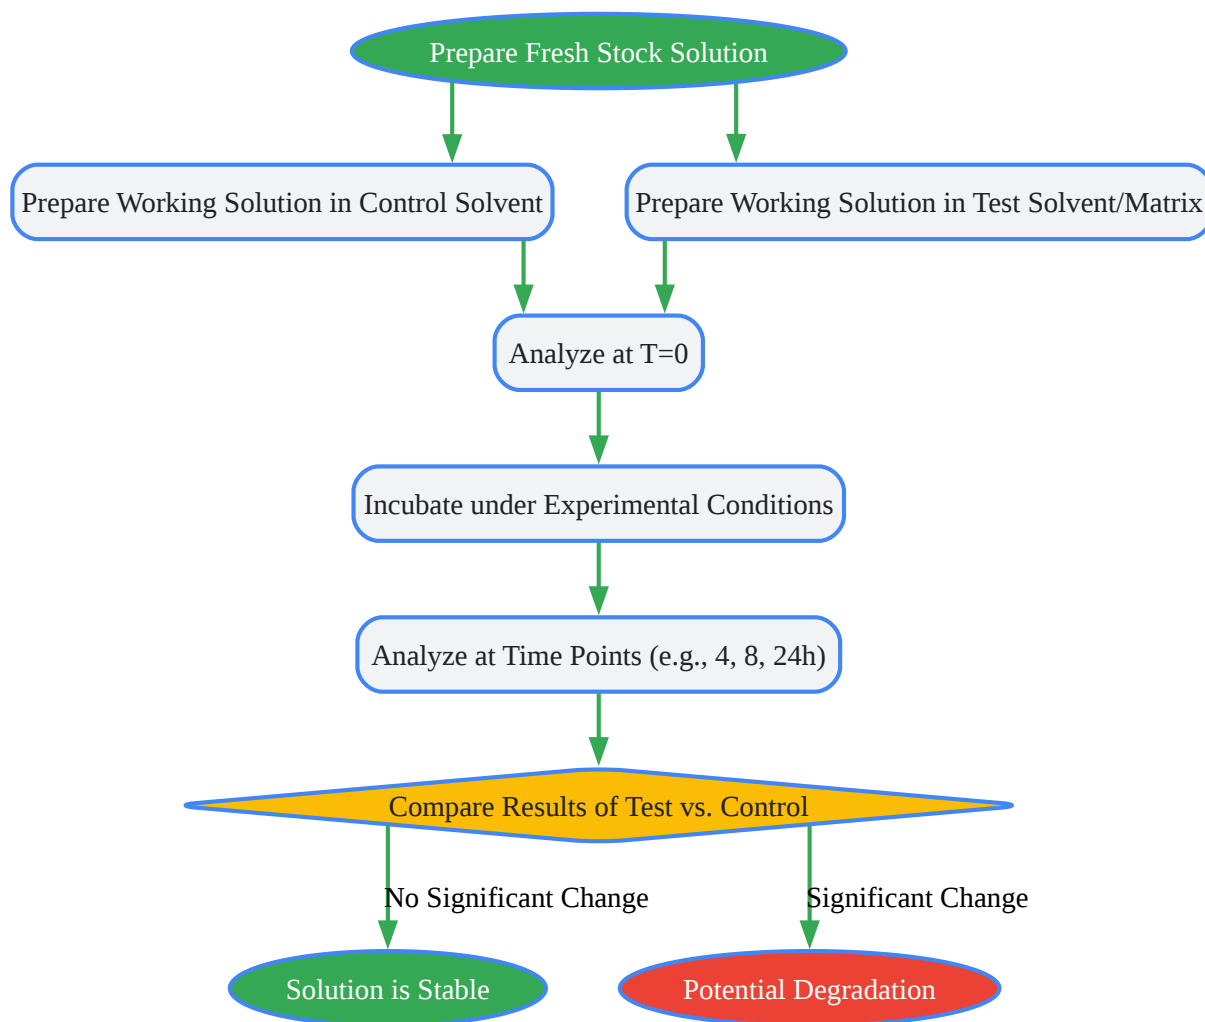 Prepare Fresh Stock Solution
Prepare Working Solution in Control Solvent
Prepare Working Solution in Test Solvent/Matrix
Analyze at T=0
Incubate under Experimental Conditions
Analyze at Time Points (e.g., 4, 8, 24h)
Compare Results of Test vs. Control
No Significant Change
Significant Change
Solution is Stable
Potential Degradation